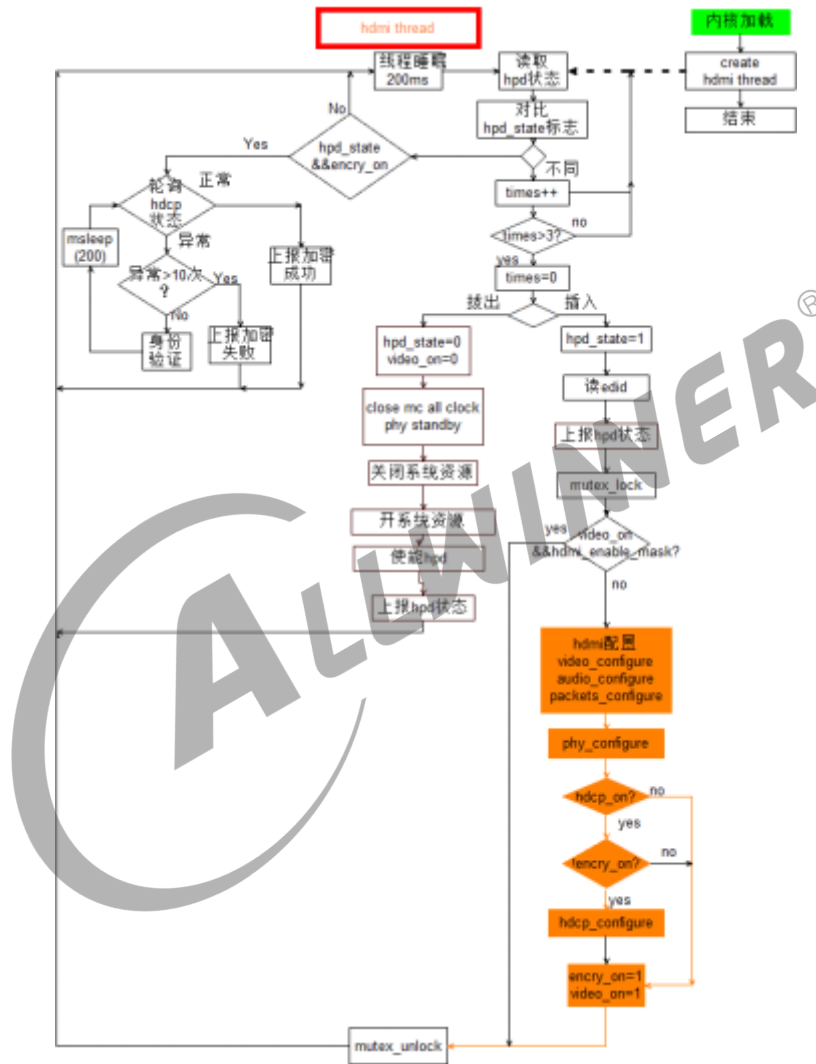 hdmi thread
内核加载
线程睡眠
200ms
读取
hpd状态
create
hdmi thread
对比
hpd_state标志
结束
No
Yes
hpd_state
&&encry_on
不同
轮询
hdcp
状态
正常
times++
no
msleep
(200)
异常
times>3?
上报加密
成功
yes
异常>10次
?
Yes
times=0
拔出
插入
No
身份
验证
上报加密
失败
hpd_state=0
video_on=0
hpd_state=1
读edid
close mc all clock
phy standby
上报hpd状态
关闭系统资源
mutex_lock
开系统资源
yes
video_on
&&hdmi_enable_mask?
使能hpd
no
上报hpd状态
hdmi配置
video_configure
audio_configure
packets_configure
phy_configure
hdcp_on?
no
yes
!encry_on?
no
yes
hdcp_configure
encry_on=1
video_on=1
mutex_unlock
ALLWINNER®